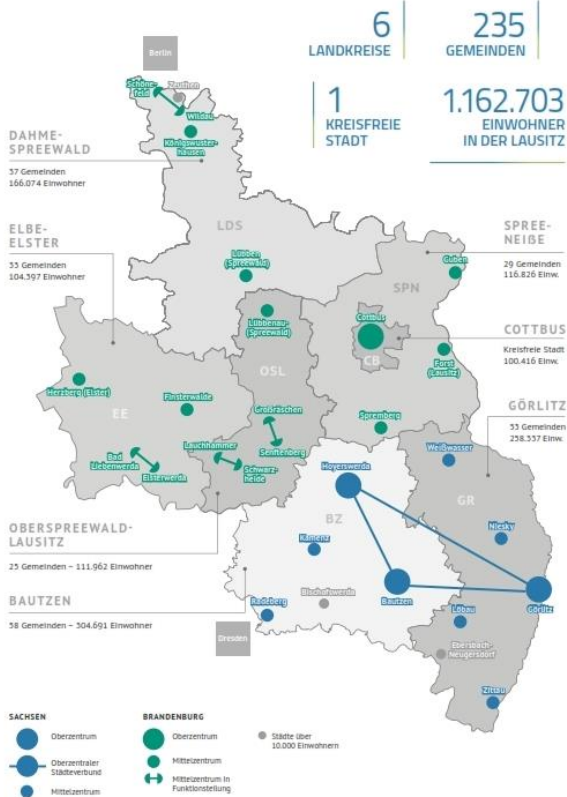 6
LANDKREISE
235
GEMEINDEN
1
KREISFREIE
STADT
1.162.703
EINWOHNER
IN DER LAUSITZ
Berlin
Schöne-
feld
Zeuthen
Wildau
Königswuster-
hausen
DAHME-
SPREEWALD
37 Gemeinden
166.074 Einwohner
ELBE-
ELSTER
33 Gemeinden
104.397 Einwohner
LDS
Lübben
(Spreewald)
SPREE-
NEIẞE
29 Gemeinden
116.826 Einw.
SPN
Guben
Lübbenau
(Spreewald)
Cottbus
CB
COTTBUS
Kreisfreie Stadt
100.416 Einw.
Forst
(Lausitz)
OSL
Herzberg (Elster)
EE
Finsterwalde
Großräschen
Senftenberg
Spremberg
GÖRLITZ
53 Gemeinden
258.337 Einw.
Lauchhammer
Schwarz-
heide
Bad
Liebenwerda
Elsterwerda
Weißwasser
Hoyerswerda
GR
BZ
Niesky
OBERSPREEWALD-
LAUSITZ
25 Gemeinden – 111.962 Einwohner
Kamenz
BAUTZEN
58 Gemeinden – 304.691 Einwohner
Radeberg
Bischofswerda
Bautzen
Görlitz
Löbau
Dresden
Ebersbach-
Neugersdorf
Zittau
SACHSEN
Oberzentrum
Oberzentraler
Städteverbund
Mittelzentrum
BRANDENBURG
Oberzentrum
Mittelzentrum
Mittelzentrum in
Funktionsteilung
Städte über
10.000 Einwohnern